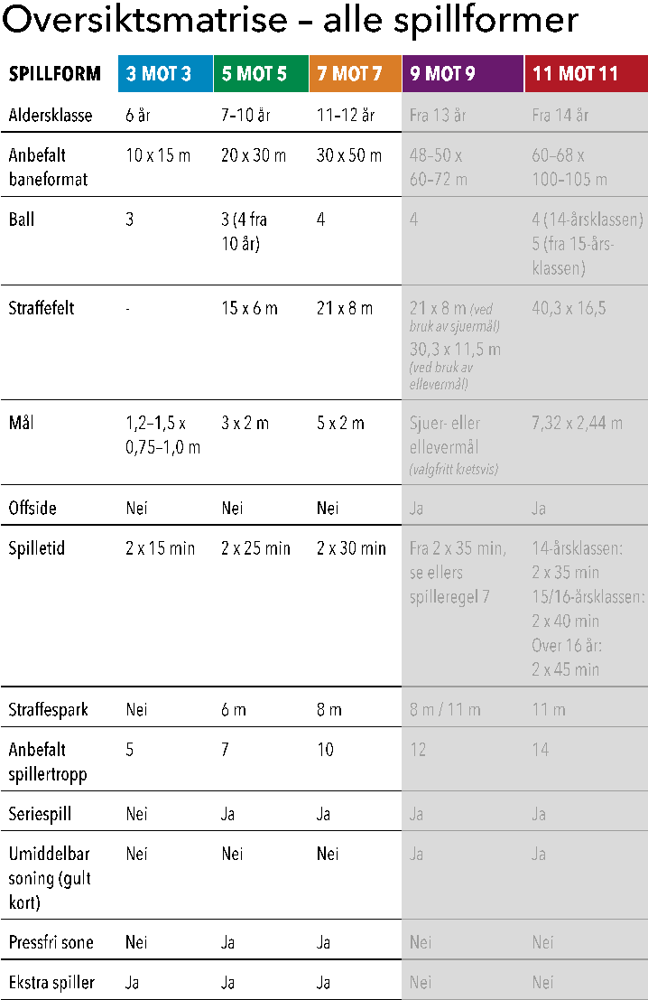 Oversiktsmatrise – alle spillformer
SPILLFORM 3 MOT 3 5 MOT 5 7 MOT 7 9 MOT 9 11 MOT 11
Aldersklasse 6 år 7–10 år 11–12 år Fra 13 år Fra 14 år
Anbefalt 10 x 15 m 20 x 30 m 30 x 50 m 48–50 x 60–68 x
baneformat 60–72 m 100–105 m
Ball 3 3 (4 fra 4 4 4 (14-årsklassen)
10 år) 5 (fra 15-års-
klassen)
Straffefelt - 15 x 6 m 21 x 8 m 21 x 8 m (ved 40,3 x 16,5
bruk av sjuermål)
30,3 x 11,5 m
(ved bruk av
ellevermål)
Mål 1,2–1,5 x 3 x 2 m 5 x 2 m Sjuer- eller 7,32 x 2,44 m
0,75–1,0 m ellevermål
(valgfritt kretsvis)
Offside Nei Nei Nei Ja Ja
Spilletid 2 x 15 min 2 x 25 min 2 x 30 min Fra 2 x 35 min, 14-årsklassen:
se ellers 2 x 35 min
spilleregel 7 15/16-årsklassen:
2 x 40 min
Over 16 år:
2 x 45 min
Straffespark Nei 6 m 8 m 8 m / 11 m 11 m
Anbefalt 5 7 10 12 14
spillertropp
Seriespill Nei Ja Ja Ja Ja
Umiddelbar Nei Nei Nei Ja Ja
soning (gult
kort)
Pressfri sone Nei Ja Ja Nei Nei
Ekstra spiller Ja Ja Ja Nei Nei